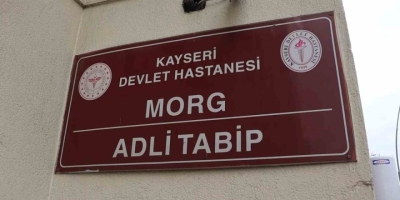 KAYSERİ
DEVLET HASTANESİ
MORG
ADLİ TABİP